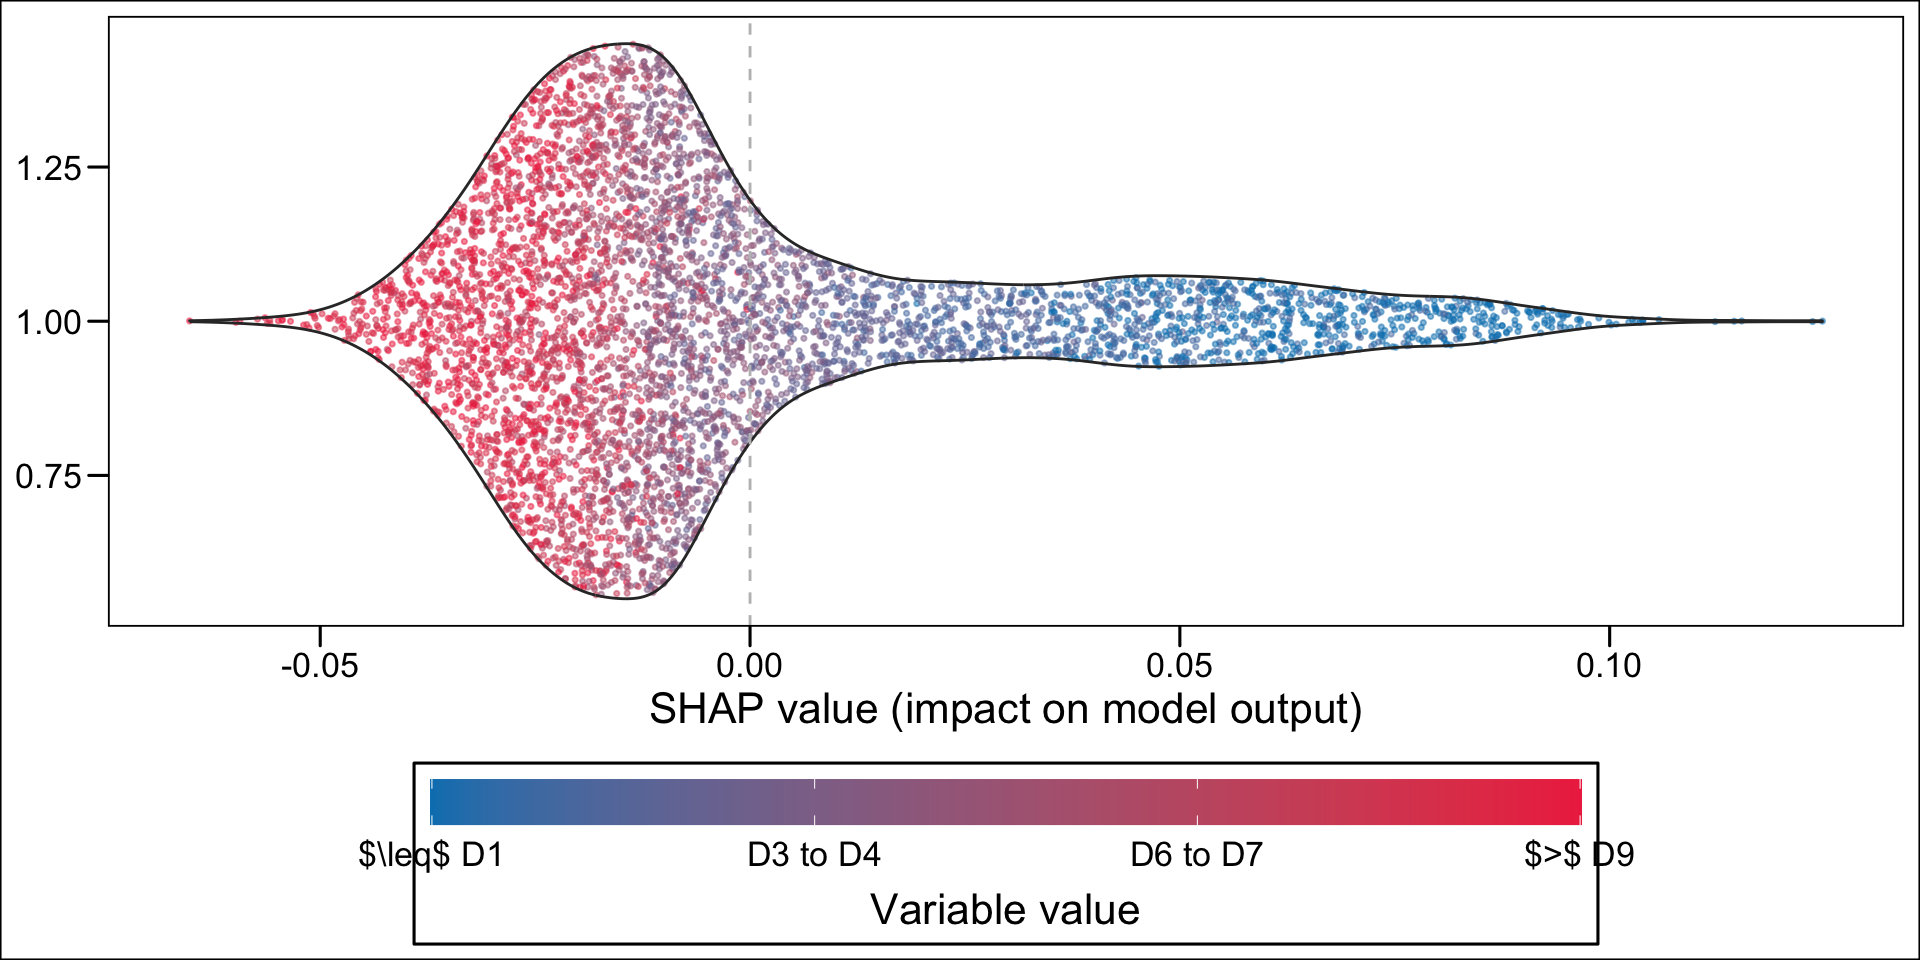 1.25
1.00
0.75
-0.05 0.00 0.05 0.10
SHAP value (impact on model output)
$\leq$ D1 D3 to D4 D6 to D7 $>$ D9
Variable value